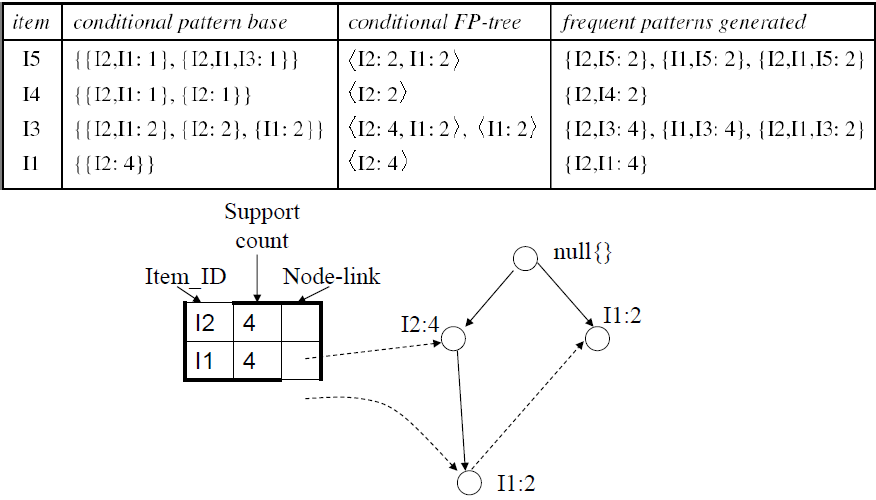 item conditional pattern base conditional FP-tree frequent patterns generated
I5 {{I2,I1: 1}, {I2,I1,I3: 1}} ⟨I2: 2, I1: 2⟩ {I2,I5: 2}, {I1,I5: 2}, {I2,I1,I5: 2}
I4 {{I2,I1: 1}, {I2: 1}} ⟨I2: 2⟩ {I2,I4: 2}
I3 {{I2,I1: 2}, {I2: 2}, {I1: 2}} ⟨I2: 4, I1: 2⟩, ⟨I1: 2⟩ {I2,I3: 4}, {I1,I3: 4}, {I2,I1,I3: 2}
I1 {{I2: 4}} ⟨I2: 4⟩ {I2,I1: 4}
Support
count
null{}
Item_ID Node-link
I2 4
I1 4
I2:4
I1:2
I1:2